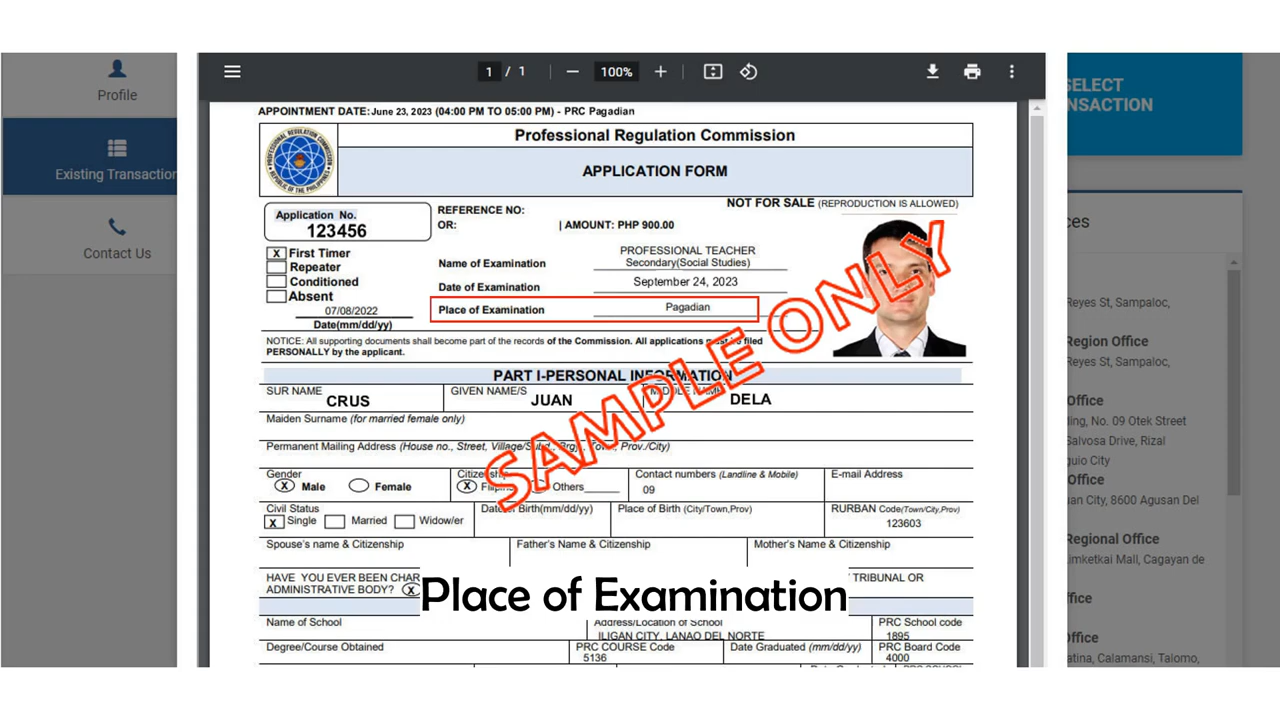 1 / 1
100%
Profile
Existing Transaction
Contact Us
SELECT
NSACTION
ces
Reyes St, Sampaloc,
Region Office
Reyes St, Sampaloc,
Office
ding, No. 09 Otek Street
Salvosa Drive, Rizal
guio City
Office
an City, 8600 Agusan Del
Regional Office
Limketkai Mall, Cagayan de
ffice
Office
atina, Calamansi, Talomo,
APPOINTMENT DATE: June 23, 2023 (04:00 PM TO 05:00 PM) - PRC Pagadian
PROFESSIONAL REGULATION COMMISSION
REPUBLIC OF THE PHILIPPINES
Professional Regulation Commission
APPLICATION FORM
NOT FOR SALE (REPRODUCTION IS ALLOWED)
Application No.
123456
REFERENCE NO:
OR: | AMOUNT: PHP 900.00
X First Timer
Repeater
Conditioned
Absent
07/08/2022
Date(mm/dd/yy)
PROFESSIONAL TEACHER
Name of Examination Secondary(Social Studies)
Date of Examination September 24, 2023
Place of Examination Pagadian
NOTICE: All supporting documents shall become part of the records of the Commission. All applications must be filed
PERSONALLY by the applicant.
SAMPLE ONLY
PART I-PERSONAL INFORMATION
SUR NAME CRUS GIVEN NAME/S JUAN MIDDLE NAME DELA
Maiden Surname (for married female only)
Permanent Mailing Address (House no., Street, Village/Subd., Brgy., Town, Prov./City)
Gender Citizenship Contact numbers (Landline & Mobile) E-mail Address
X Male Female X Filipino Others 09
Civil Status Date of Birth(mm/dd/yy) Place of Birth (City/Town,Prov) RURBAN Code(Town/City,Prov)
X Single Married Widow/er 123603
Spouse's name & Citizenship Father's Name & Citizenship Mother's Name & Citizenship
HAVE YOU EVER BEEN CHAR TRIBUNAL OR
ADMINISTRATIVE BODY? X
Place of Examination
Name of School Address/Location of School PRC School code
ILIGAN CITY, LANAO DEL NORTE 1895
Degree/Course Obtained PRC COURSE Code Date Graduated (mm/dd/yy) PRC Board Code
5136 4000